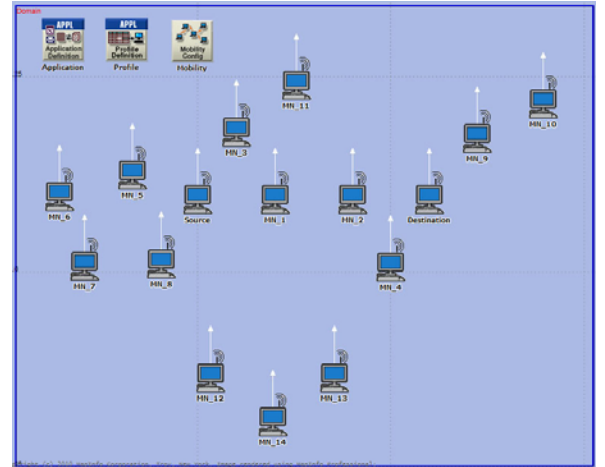 Domain
APPL
APPL
Application
Definition
Profile
Definition
Mobility
Config
Application
Profile
Mobility
MN_11
MN_10
MN_3
MN_9
MN_5
MN_6
Source
MN_1
MN_2
Destination
MN_7
MN_8
MN_4
MN_12
MN_13
MN_14